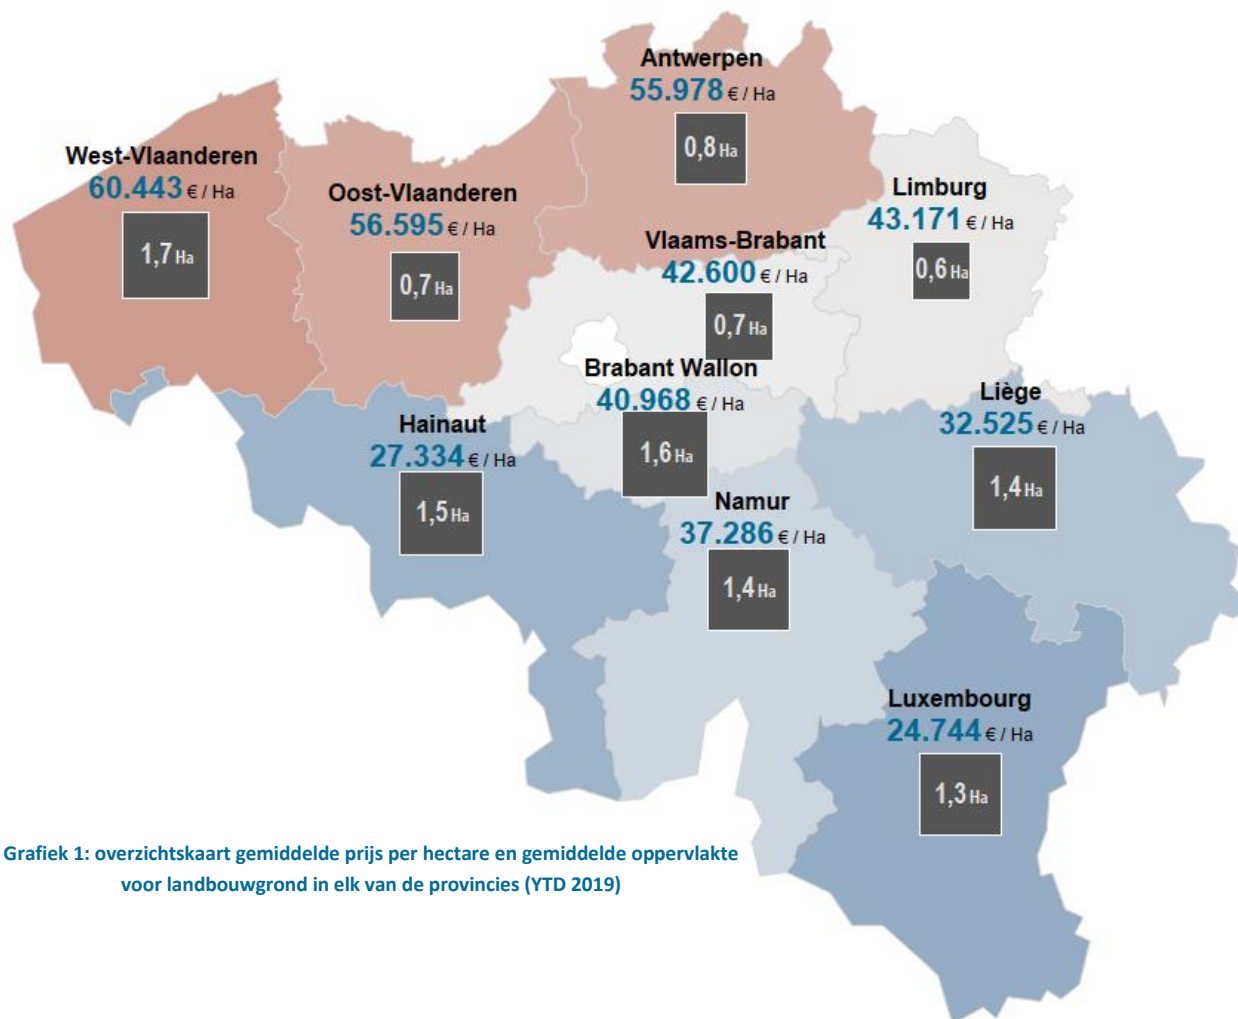 Antwerpen
55.978 € / Ha
0,8 Ha
West-Vlaanderen
60.443 € / Ha
1,7 Ha
Oost-Vlaanderen
56.595 € / Ha
0,7 Ha
Limburg
43.171 € / Ha
0,6 Ha
Vlaams-Brabant
42.600 € / Ha
0,7 Ha
Brabant Wallon
40.968 € / Ha
1,6 Ha
Liège
32.525 € / Ha
1,4 Ha
Hainaut
27.334 € / Ha
1,5 Ha
Namur
37.286 € / Ha
1,4 Ha
Luxembourg
24.744 € / Ha
1,3 Ha
Grafiek 1: overzichtskaart gemiddelde prijs per hectare en gemiddelde oppervlakte
voor landbouwgrond in elk van de provincies (YTD 2019)